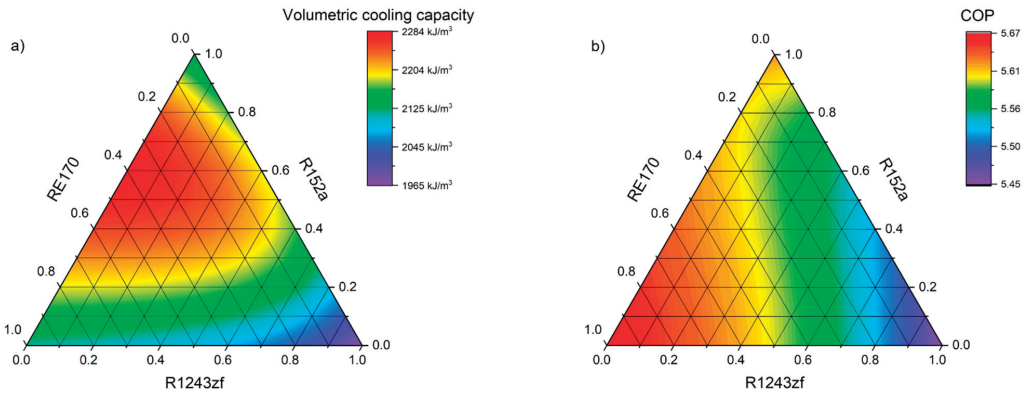 a)
Volumetric cooling capacity
2284 kJ/m³
2204 kJ/m³
2125 kJ/m³
2045 kJ/m³
1965 kJ/m³
0.0
0.2
0.4
0.6
0.8
1.0
RE170
1.0
0.8
0.6
0.4
0.2
0.0
R152a
0.0 0.2 0.4 0.6 0.8 1.0
R1243zf
b)
COP
5.67
5.61
5.56
5.50
5.45
0.0
0.2
0.4
0.6
0.8
1.0
RE170
1.0
0.8
0.6
0.4
0.2
0.0
R152a
0.0 0.2 0.4 0.6 0.8 1.0
R1243zf